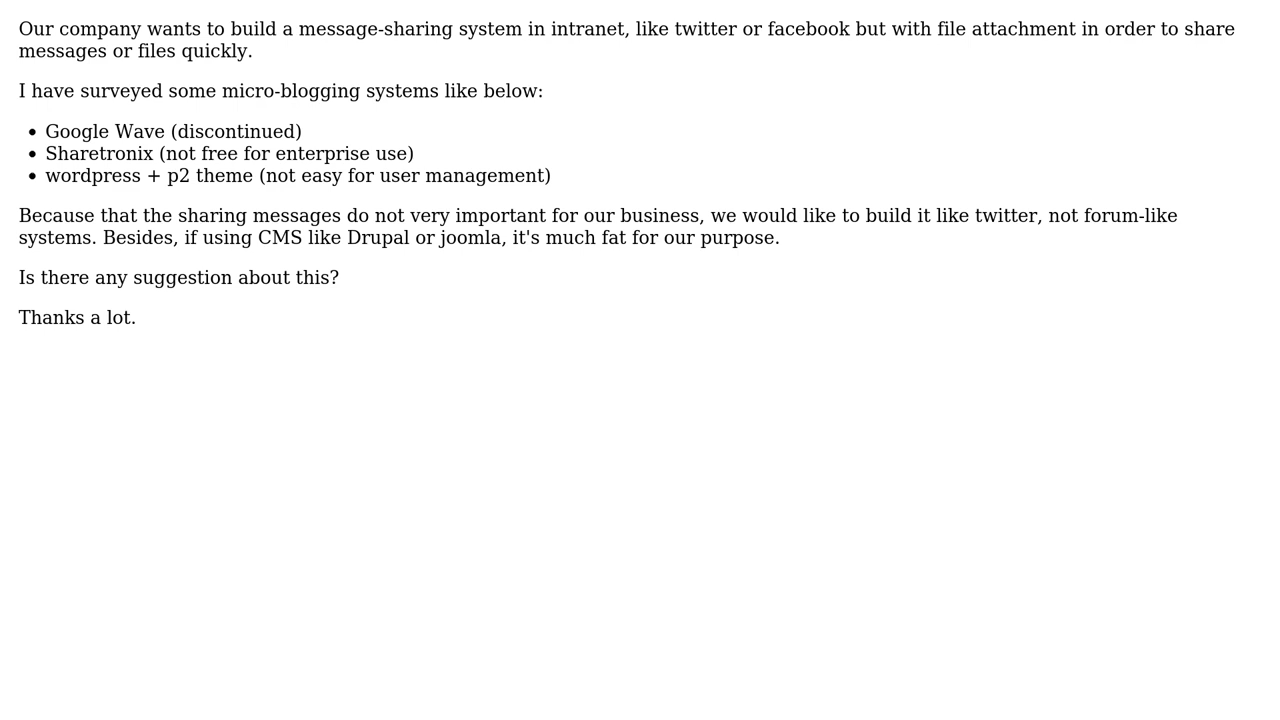 Our company wants to build a message-sharing system in intranet, like twitter or facebook but with file attachment in order to share
messages or files quickly.
I have surveyed some micro-blogging systems like below:
• Google Wave (discontinued)
• Sharetronix (not free for enterprise use)
• wordpress + p2 theme (not easy for user management)
Because that the sharing messages do not very important for our business, we would like to build it like twitter, not forum-like
systems. Besides, if using CMS like Drupal or joomla, it's much fat for our purpose.
Is there any suggestion about this?
Thanks a lot.